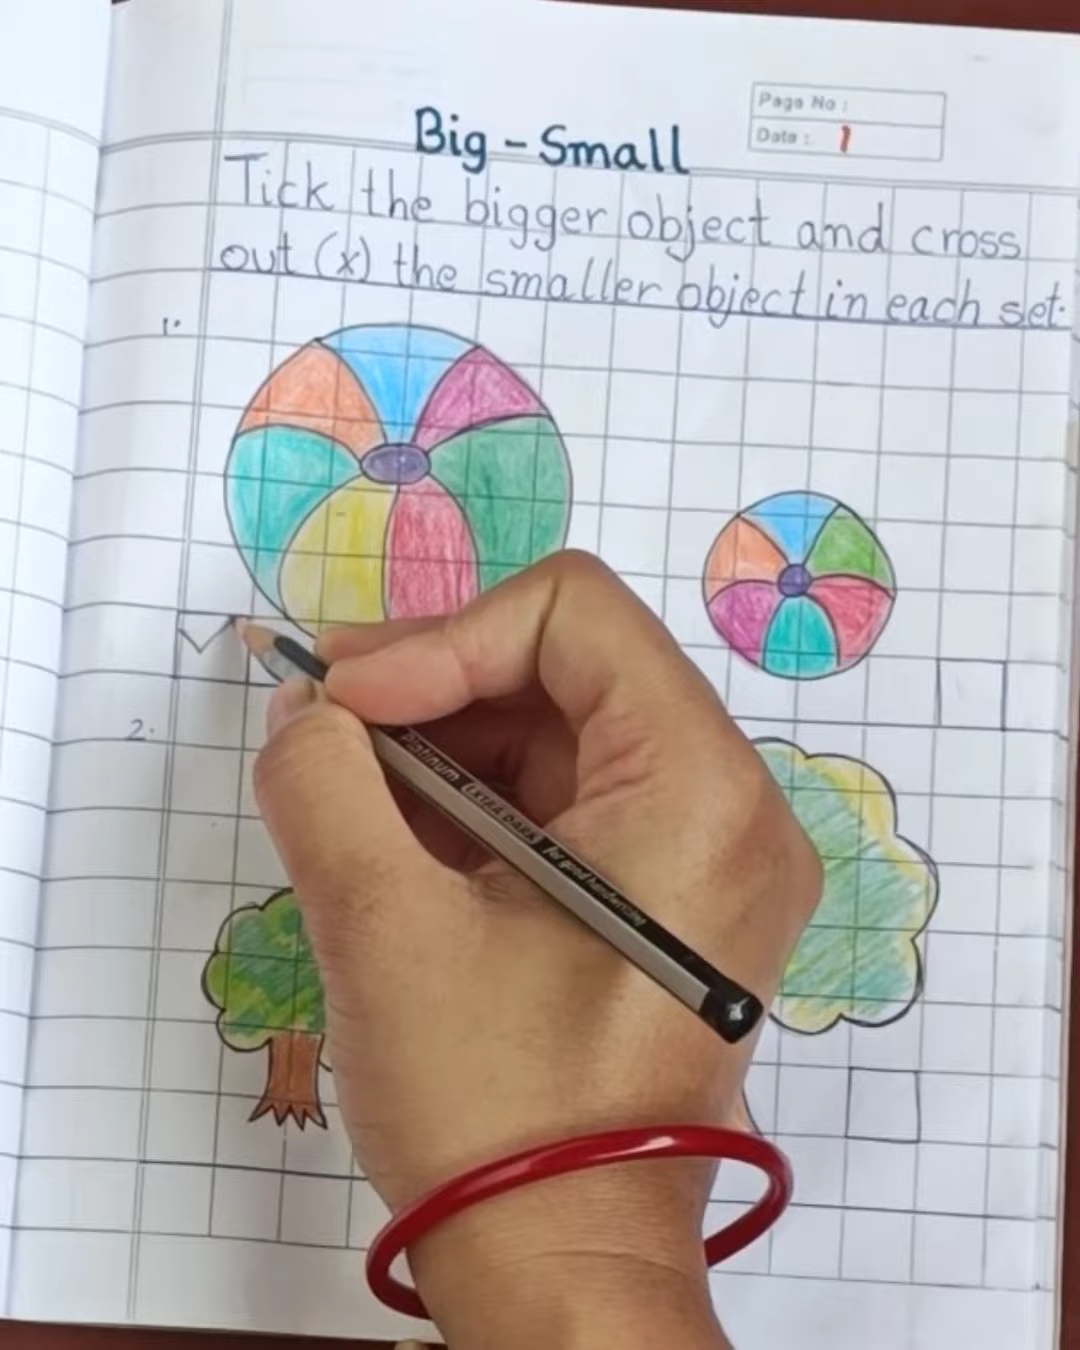 Page No :
Date : 1
Big - Small
Tick the bigger object and cross
out (x) the smaller object in each set.
1.
2.
Platinum (EXTRA DARK) for good handwriting